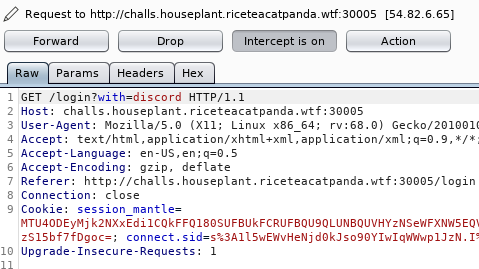 Request to http://challs.houseplant.riceteacatpanda.wtf:30005 [54.82.6.65]
Forward Drop Intercept is on Action
Raw Params Headers Hex
1 GET /login?with=discord HTTP/1.1
2 Host: challs.houseplant.riceteacatpanda.wtf:30005
3 User-Agent: Mozilla/5.0 (X11; Linux x86_64; rv:68.0) Gecko/2010010
4 Accept: text/html,application/xhtml+xml,application/xml;q=0.9,*/*;
5 Accept-Language: en-US,en;q=0.5
6 Accept-Encoding: gzip, deflate
7 Referer: http://challs.houseplant.riceteacatpanda.wtf:30005/login
8 Connection: close
9 Cookie: session_mantle=
MTU4ODEyMjk2NXxEdi1CQkFFQ180SUFBUkFCRUFBQU9QLUNBQUVHYzNSeWFXNW5EQV
zS15bf7fDgoc=; connect.sid=s%3A1l5wEWvHeNjd0kJso90YIwIqWWwp1JzN.I%
10 Upgrade-Insecure-Requests: 1
11